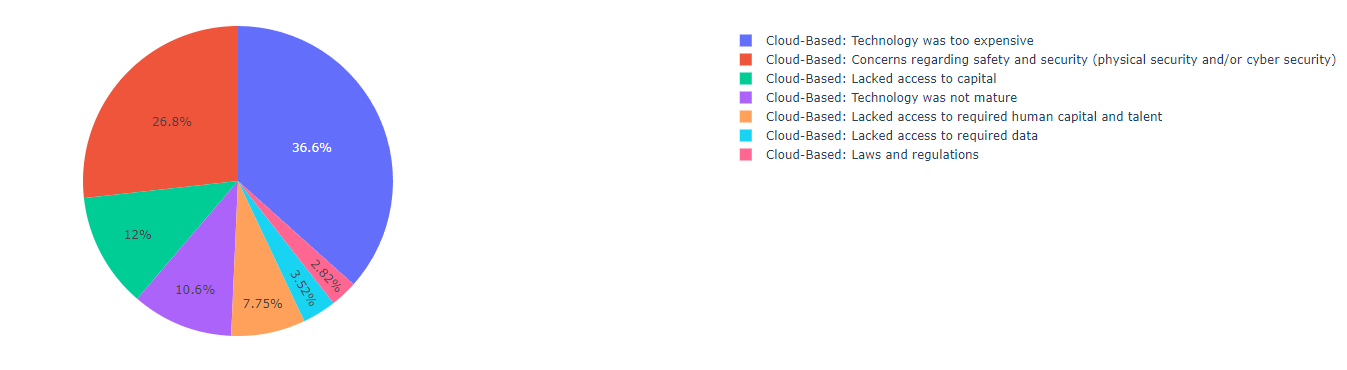 36.6%
26.8%
12%
10.6%
7.75%
3.52%
2.82%
Cloud-Based: Technology was too expensive
Cloud-Based: Concerns regarding safety and security (physical security and/or cyber security)
Cloud-Based: Lacked access to capital
Cloud-Based: Technology was not mature
Cloud-Based: Lacked access to required human capital and talent
Cloud-Based: Lacked access to required data
Cloud-Based: Laws and regulations